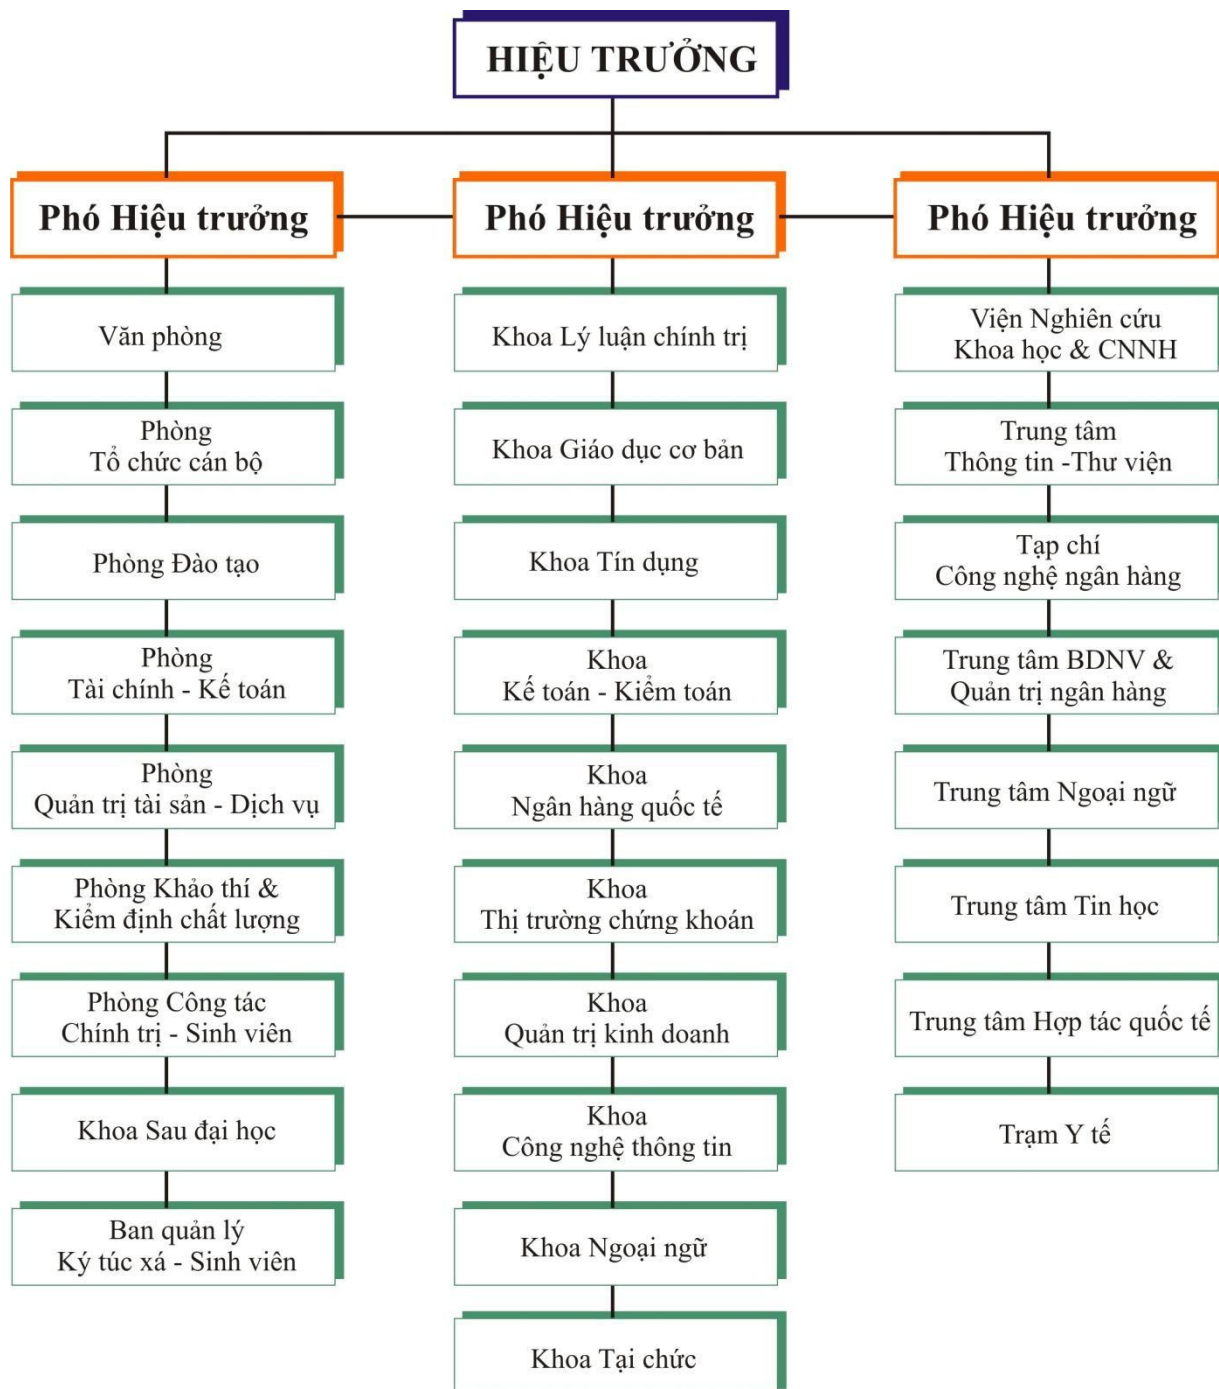 HIỆU TRƯỞNG
Phó Hiệu trưởng
Văn phòng
Phòng
Tổ chức cán bộ
Phòng Đào tạo
Phòng
Tài chính - Kế toán
Phòng
Quản trị tài sản - Dịch vụ
Phòng Khảo thí &
Kiểm định chất lượng
Phòng Công tác
Chính trị - Sinh viên
Khoa Sau đại học
Ban quản lý
Ký túc xá - Sinh viên
Phó Hiệu trưởng
Khoa Lý luận chính trị
Khoa Giáo dục cơ bản
Khoa Tín dụng
Khoa
Kế toán - Kiểm toán
Khoa
Ngân hàng quốc tế
Khoa
Thị trường chứng khoán
Khoa
Quản trị kinh doanh
Khoa
Công nghệ thông tin
Khoa Ngoại ngữ
Khoa Tại chức
Phó Hiệu trưởng
Viện Nghiên cứu
Khoa học & CNNH
Trung tâm
Thông tin -Thư viện
Tạp chí
Công nghệ ngân hàng
Trung tâm BDNV &
Quản trị ngân hàng
Trung tâm Ngoại ngữ
Trung tâm Tin học
Trung tâm Hợp tác quốc tế
Trạm Y tế